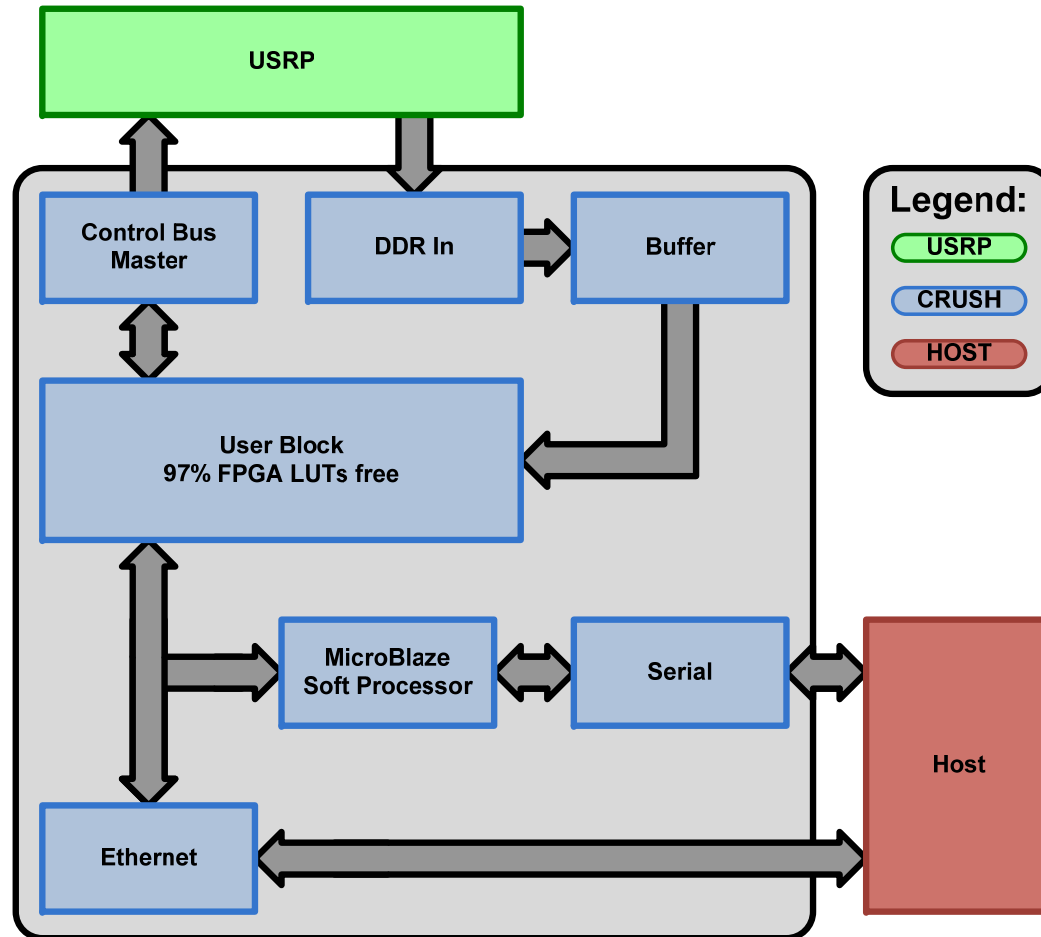 USRP
Control Bus
Master
DDR In
Buffer
Legend:
USRP
CRUSH
HOST
User Block
97% FPGA LUTs free
MicroBlaze
Soft Processor
Serial
Host
Ethernet